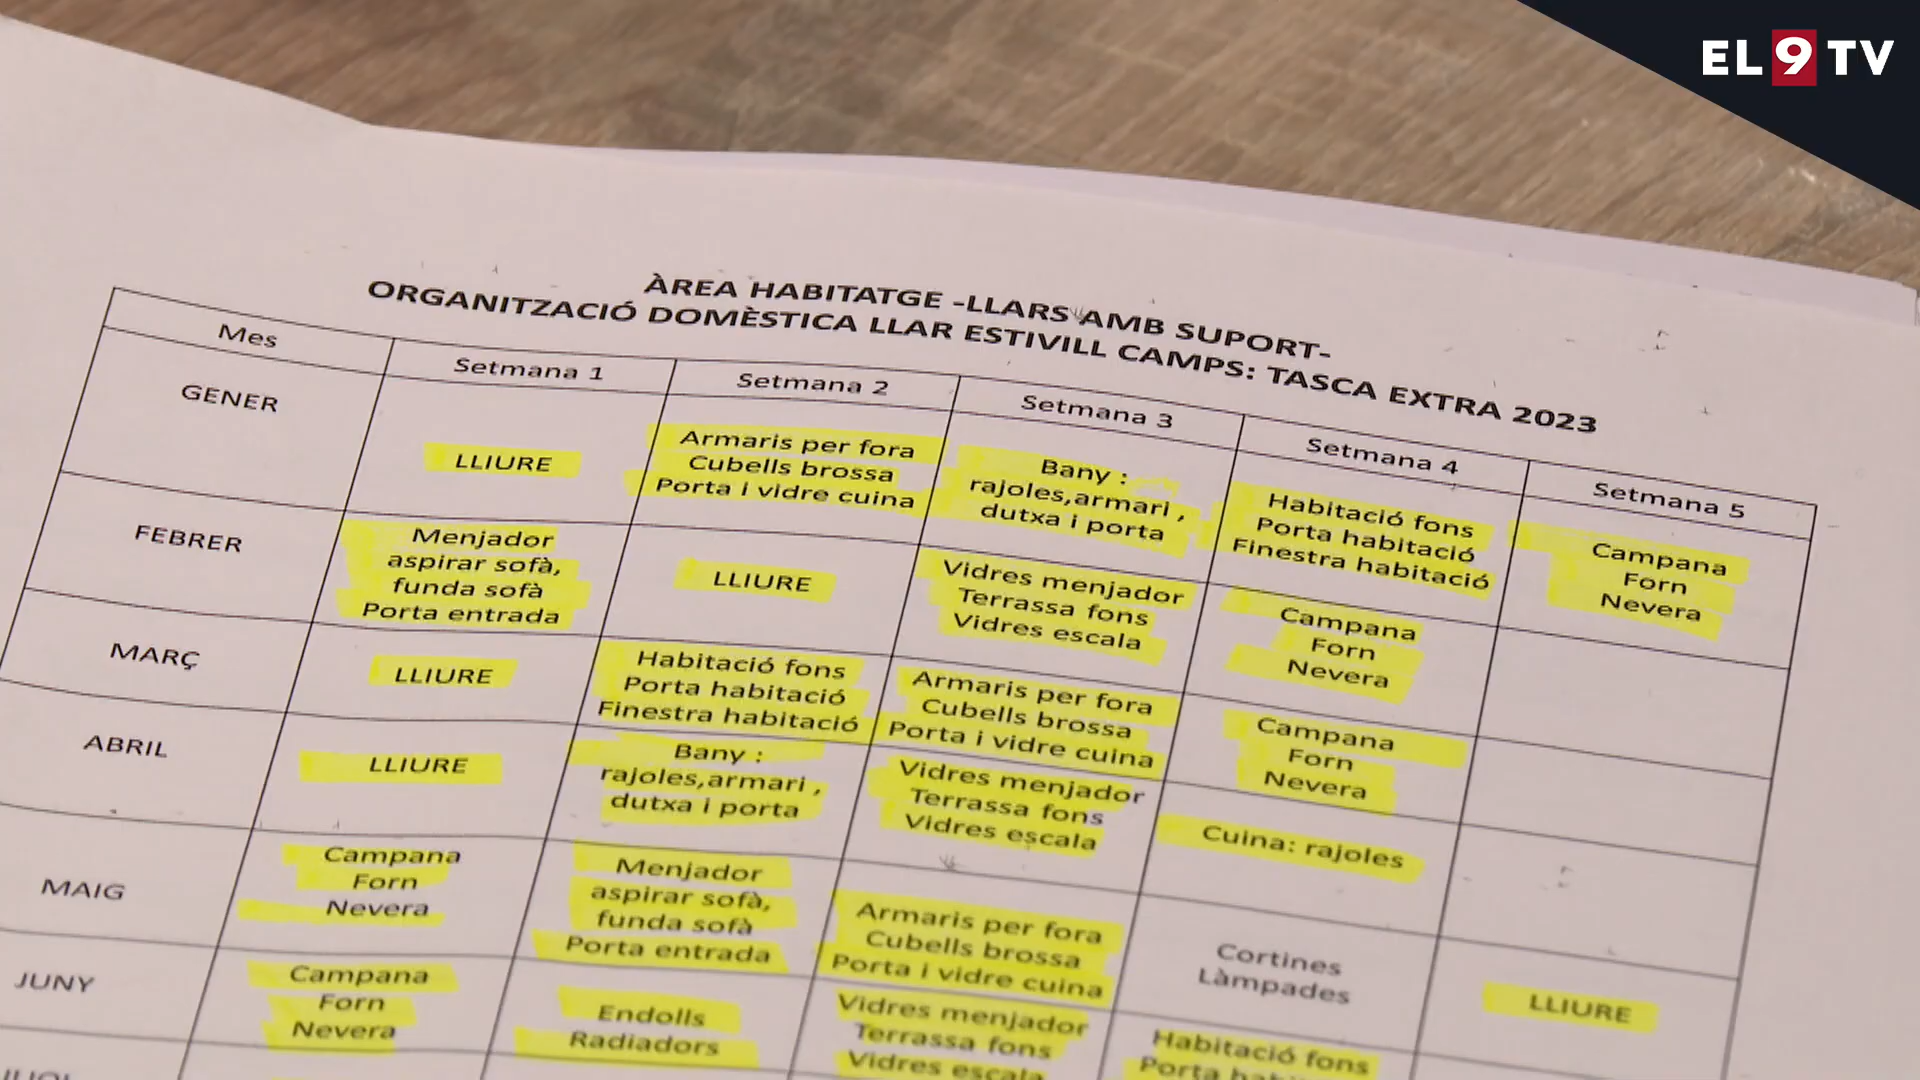 EL 9 TV
ÀREA HABITATGE -LLARS AMB SUPORT-
ORGANITZACIÓ DOMÈSTICA LLAR ESTIVILL CAMPS: TASCA EXTRA 2023
Mes
Setmana 1
Setmana 2
Setmana 3
Setmana 4
Setmana 5
GENER
LLIURE
Armaris per fora
Cubells brossa
Porta i vidre cuina
Bany :
rajoles,armari ,
dutxa i porta
Habitació fons
Porta habitació
Finestra habitació
Campana
Forn
Nevera
FEBRER
Menjador
aspirar sofà,
funda sofà
Porta entrada
LLIURE
Vidres menjador
Terrassa fons
Vidres escala
Campana
Forn
Nevera
MARÇ
LLIURE
Habitació fons
Porta habitació
Finestra habitació
Armaris per fora
Cubells brossa
Porta i vidre cuina
Campana
Forn
Nevera
ABRIL
LLIURE
Bany :
rajoles,armari ,
dutxa i porta
Vidres menjador
Terrassa fons
Vidres escala
Cuina: rajoles
MAIG
Campana
Forn
Nevera
Menjador
aspirar sofà,
funda sofà
Porta entrada
Armaris per fora
Cubells brossa
Porta i vidre cuina
Cortines
Làmpades
LLIURE
JUNY
Campana
Forn
Nevera
Endolls
Radiadors
Vidres menjador
Terrassa fons
Vidres escala
Habitació fons
Porta